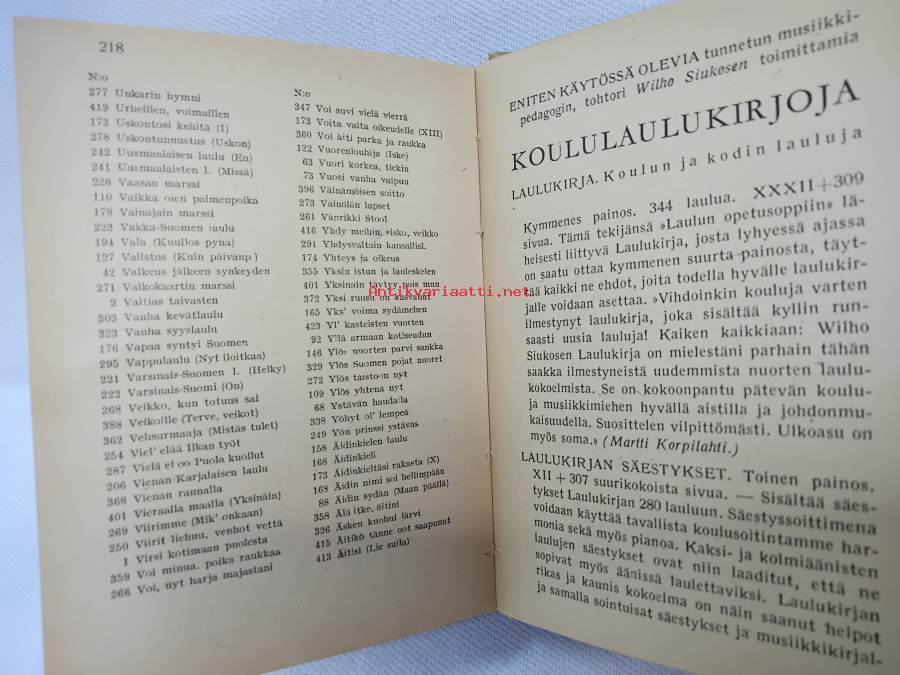 218
N:o
277 Unkarin hymni
419 Urheillen, voimaillen
173 Uskontosi kehitä (I)
278 Uskontunnustus (Uskon)
242 Uusmaalaisen laulu (En)
241 Uusmaalaisten l. (Missä)
228 Vaasan marssi
110 Vaikka olen paimenpoika
178 Vainajain marssi
223 Vakka-Suomen laulu
194 Vala (Kuullos pyhä)
127 Valistus (Kuin päivänp)
42 Valkeus jälkeen synkeyden
271 Valkokaartin marssi
2 Valtias taivasten
303 Vanha kevätlaulu
323 Vanha syyslaulu
176 Vapaa syntyi Suomen
295 Vappulaulu (Nyt iloitkaa)
221 Varsinais-Suomen l. (Helky)
222 Varsinais-Suomi (On)
268 Veikko, kun totuus sai
388 Veikoille (Terve, veikot)
362 Velisurmaaja (Mistäs tulet)
254 Viel' elää Ilkan työt
287 Vielä ei oo Puola kuollut
206 Vienan-Karjalaisen laulu
368 Vienan rannalla
401 Vieraalla maalla (Yksinäin)
269 Viirimme (Mik' onkaan)
250 Viirit liehuu, venhot vettä
1 Virsi kotimaan puolesta
359 Voi minua, poika raukkaa
266 Voi, nyt harja majastani
N:o
347 Voi suvi vielä vierrä
173 Voita valta oikeudelle (XIII)
360 Voi äiti parka ja raukka
122 Vuorenlouhija (Iske)
63 Vuori korkea, tiekin
73 Vuosi vanha vaipuu
396 Väinämöisen soitto
273 Väinölän lapset
261 Vänrikki Stool
416 Yhdy meihin, sisko, veikko
291 Yhdysvaltain kansallisl.
174 Yhteys ja oikeus
355 Yksin istun ja lauleskelen
401 Yksinäin täytyy, nois mun
372 Yksi ruusu on kasvanut
165 Yks' voima sydämehen
423 Yl' kasteisten vuorten
92 Yllä armaan kotiseudun
146 Ylös nuorten parvi sankka
329 Ylös Suomen pojat nuoret
272 Ylös taistoon nyt
109 Ylös yhtenä nyt
68 Ystävän haudalla
338 Yöhyt ol' lempeä
249 Yön prinssi ystävas
158 Äidinkielen laulu
168 Äidinkieli
173 Äidinkieltäsi rakasta (X)
168 Äidin nimi soi hellimpään
88 Äidin sydän (Maan päällä)
358 Älä itke, äitini
326 Äsken kuohui järvi
415 Äitikö tänne oot saapunut
413 Äitisi (Lie sulla)
Antikvariaatti.net
ENITEN KÄYTÖSSÄ OLEVIA tunnetun musiikki-
pedagogin, tohtori Wilho Siukosen toimittamia
KOULULAULUKIRJOJA
LAULUKIRJA. Koulun ja kodin lauluja
Kymmenes painos. 344 laulua. XXXII+309
sivua. Tämä tekijänsä »Laulun opetusoppiin» lä-
heisesti liittyvä Laulukirja, josta lyhyessä ajassa
on saatu ottaa kymmenen suurta painosta, täyt-
tää kaikki ne ehdot, joita todella hyvälle laulukir-
jalle voidaan asettaa. »Vihdoinkin kouluja varten
ilmestynyt laulukirja, joka sisältää kyllin run-
saasti uusia lauluja! Kaiken kaikkiaan: Wilho
Siukosen Laulukirja on mielestäni parhain tähän
saakka ilmestyneistä uudemmista nuorten laulu-
kokoelmista. Se on kokoonpantu pätevän koulu-
ja musiikkimiehen hyvällä aistilla ja johdonmu-
kaisuudella. Suosittelen vilpittömästi. Ulkoasu on
myös soma.» (Martti Korpilahti.)
LAULUKIRJAN SÄESTYKSET. Toinen painos.
XII + 307 suurikokoista sivua. — Sisältää säes-
tykset Laulukirjan 280 lauluun. Säestyssoittimena
voidaan käyttää tavallista koulusoitintamme har-
monia sekä myös pianoa. Kaksi- ja kolmiäänisten
laulujen säestykset ovat niin laaditut, että ne
sopivat myös äänissä laulettaviksi. Laulukirjan
rikas ja kaunis kokoelma on näin saanut helpot
ja samalla sointuisat säestykset ja musiikkikirjal-